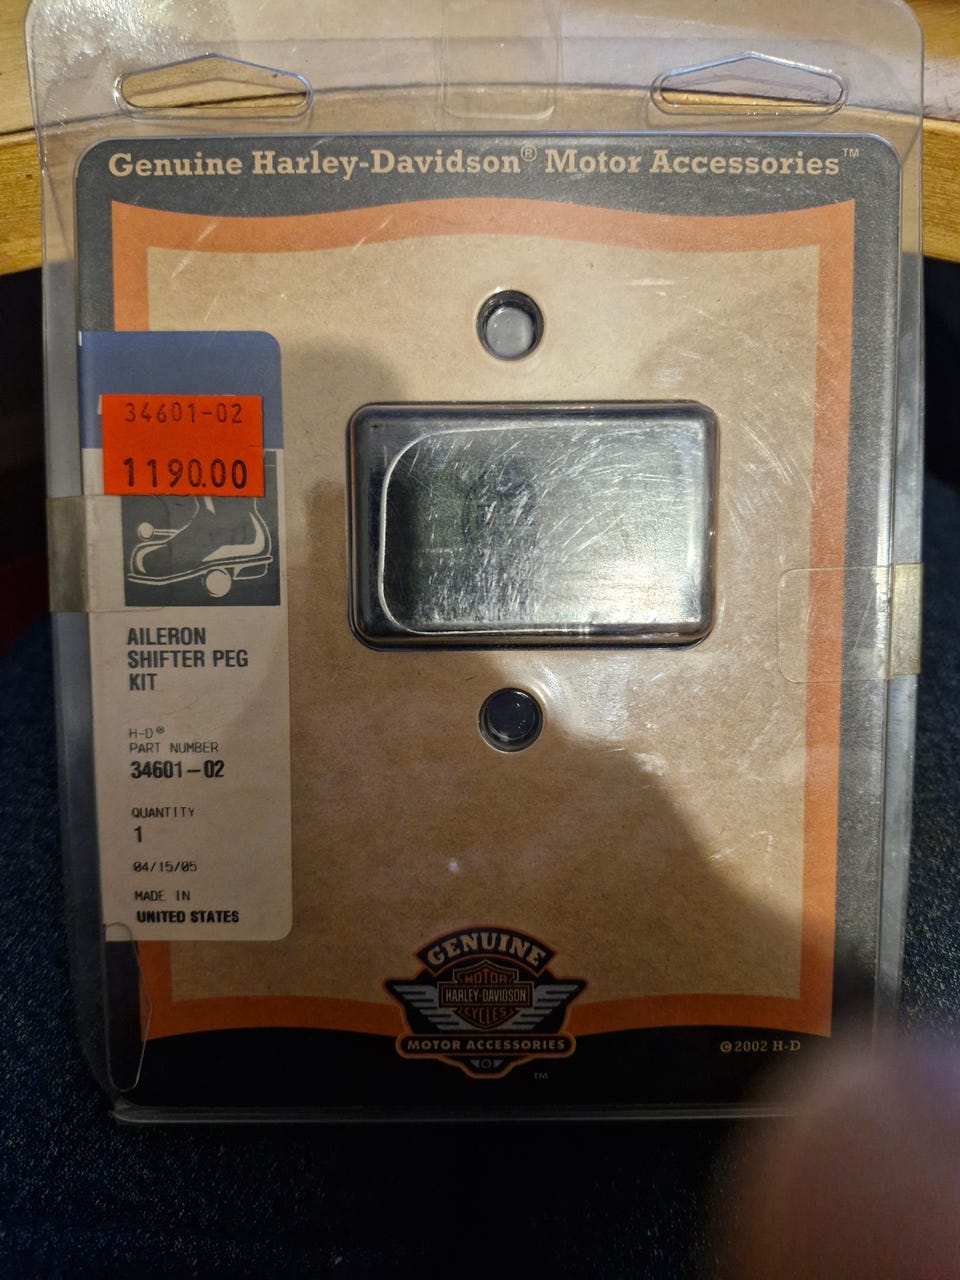 Genuine Harley-Davidson® Motor Accessories™
34601-02
1190.00
AILERON
SHIFTER PEG
KIT
H-D®
PART NUMBER
34601-02
QUANTITY
1
04/15/05
MADE IN
UNITED STATES
GENUINE
MOTOR
HARLEY-DAVIDSON
CYCLES
MOTOR ACCESSORIES
TM
©2002 H-D